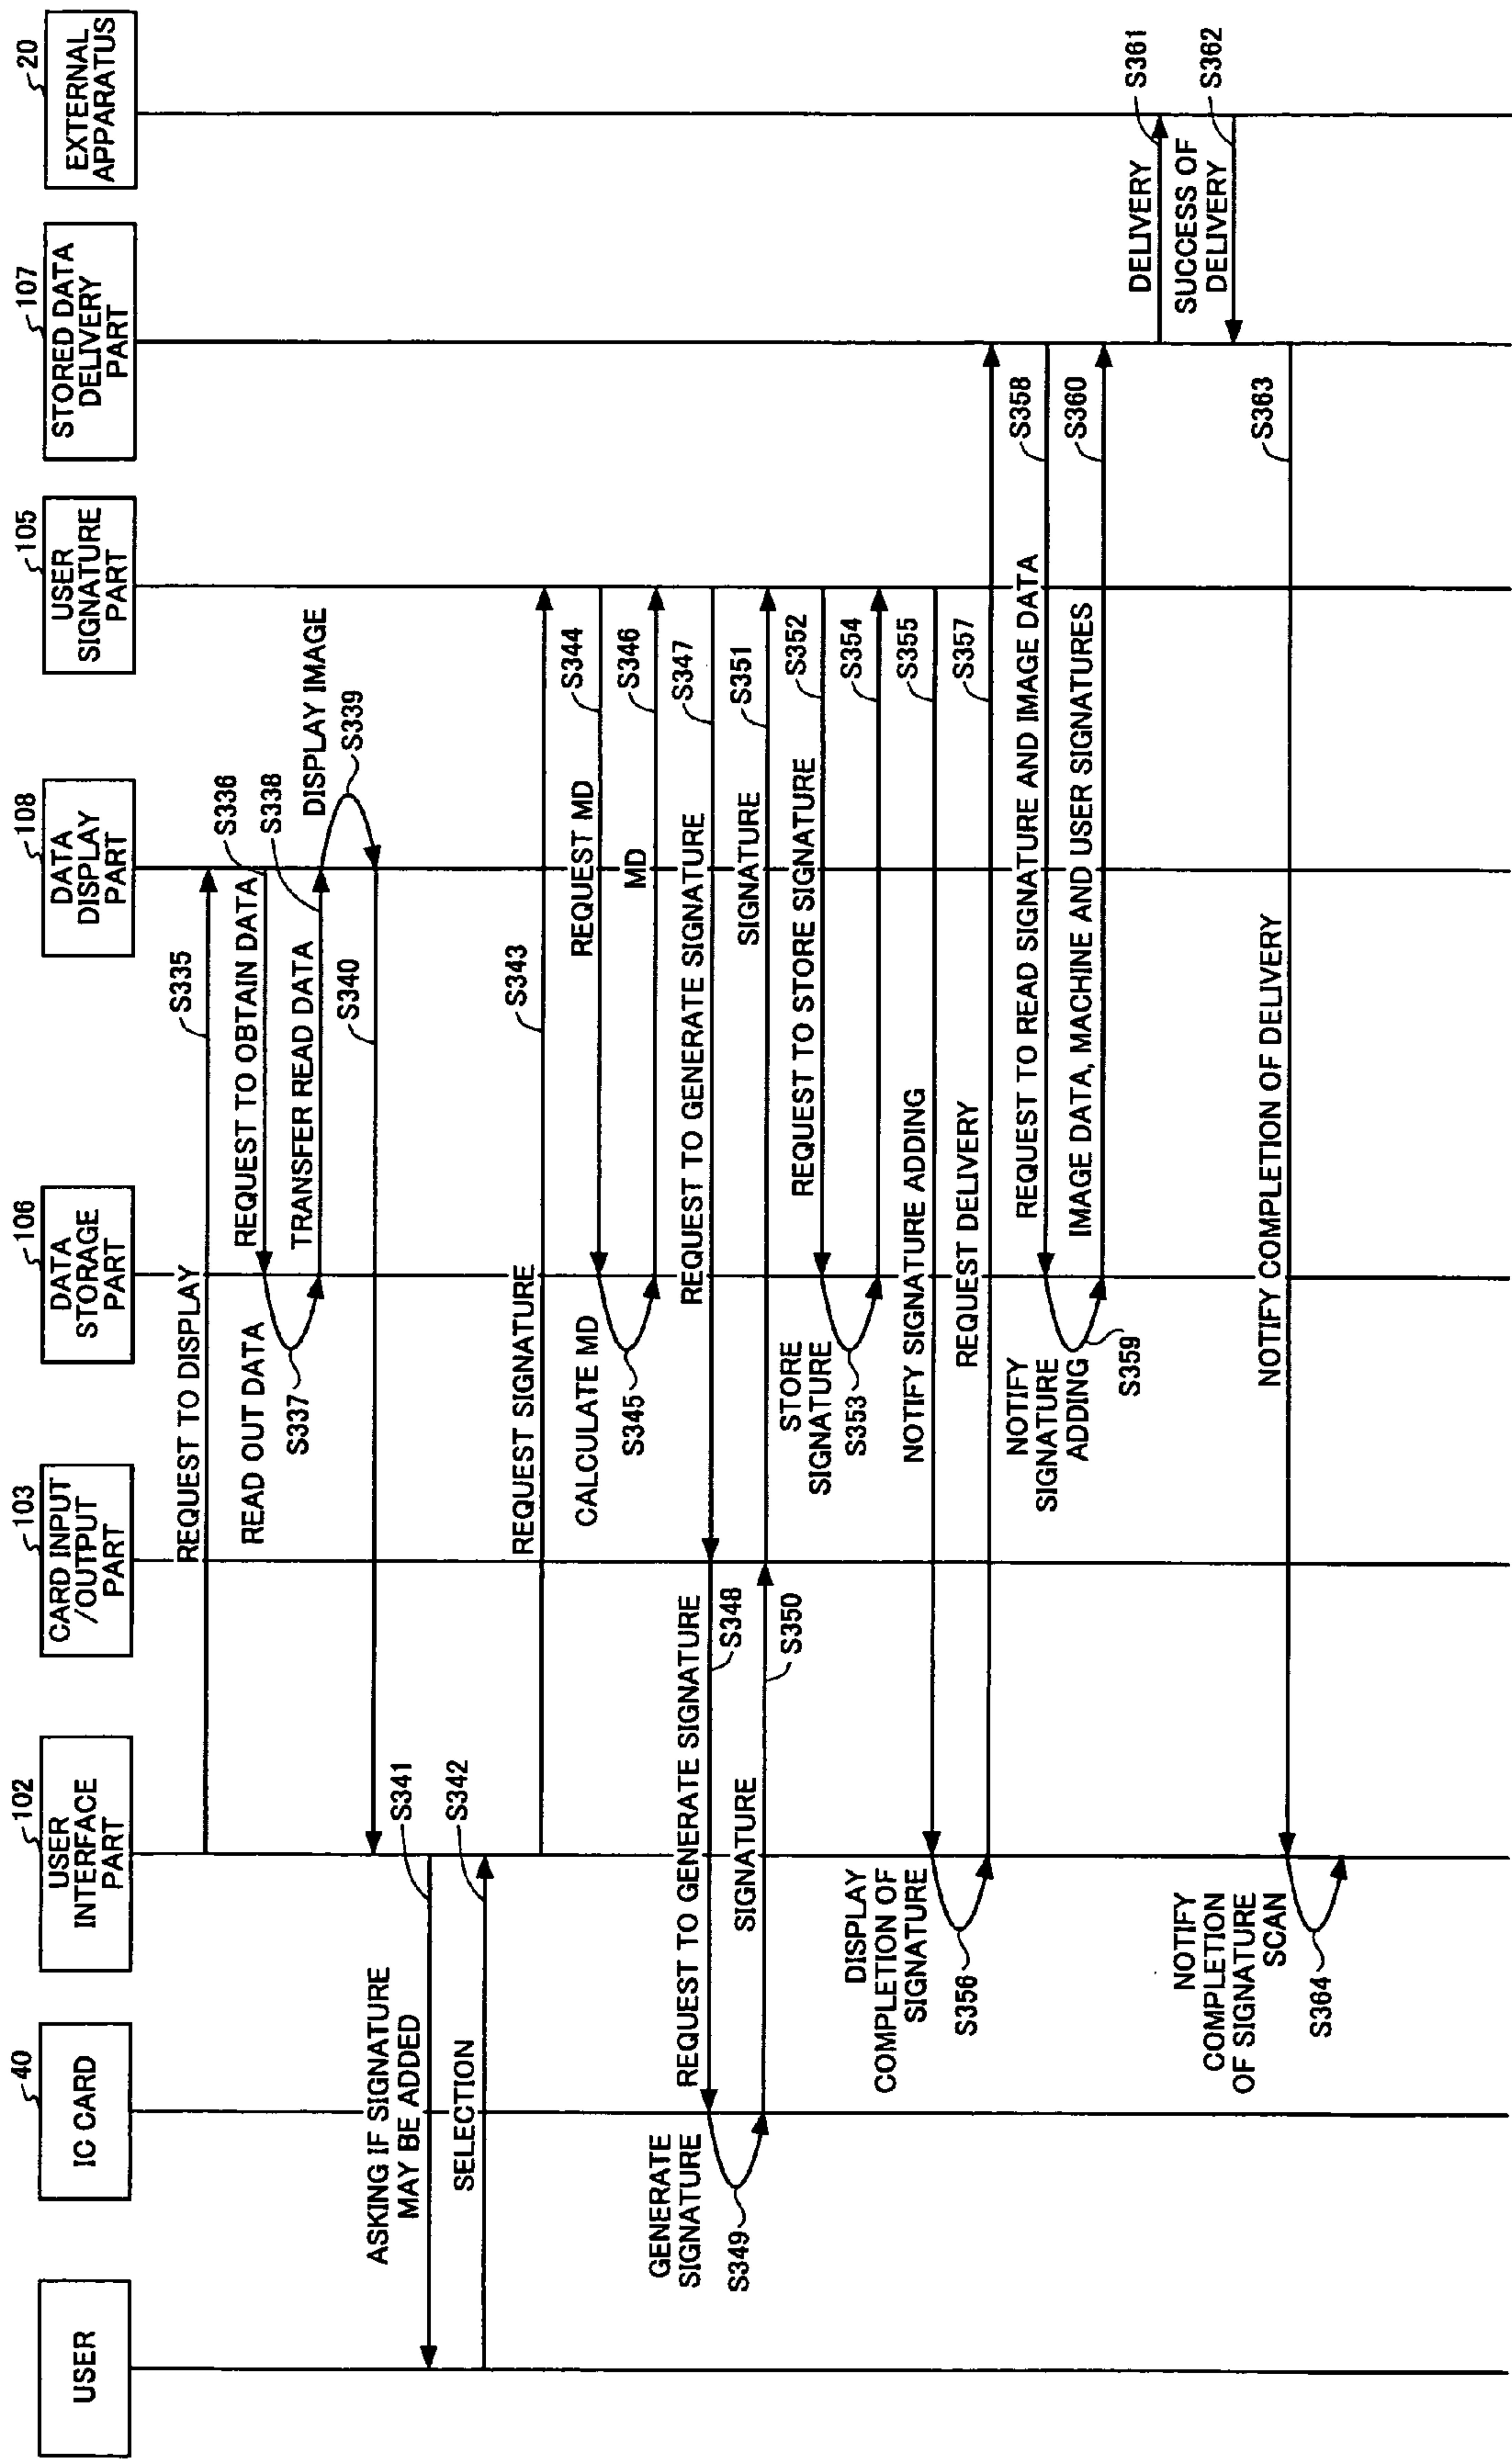 USER
IC CARD
40
USER
INTERFACE
PART
102
CARD INPUT
/OUTPUT
PART
103
DATA
STORAGE
PART
106
DATA
DISPLAY
PART
108
USER
SIGNATURE
PART
105
STORED DATA
DELIVERY
PART
107
EXTERNAL
APPARATUS
20
REQUEST TO DISPLAY
S335
REQUEST TO OBTAIN DATA
S336
READ OUT DATA
S337
TRANSFER READ DATA
S338
DISPLAY IMAGE
S339
S340
ASKING IF SIGNATURE
MAY BE ADDED
S341
SELECTION
S342
REQUEST SIGNATURE
S343
REQUEST MD
S344
CALCULATE MD
S345
MD
S346
REQUEST TO GENERATE SIGNATURE
S347
REQUEST TO GENERATE SIGNATURE
S348
GENERATE
SIGNATURE
S349
SIGNATURE
S350
SIGNATURE
S351
REQUEST TO STORE SIGNATURE
S352
STORE
SIGNATURE
S353
S354
NOTIFY SIGNATURE ADDING
S355
DISPLAY
COMPLETION OF
SIGNATURE
S356
REQUEST DELIVERY
S357
REQUEST TO READ SIGNATURE AND IMAGE DATA
S358
NOTIFY
SIGNATURE
ADDING
S359
IMAGE DATA, MACHINE AND USER SIGNATURES
S360
DELIVERY
S361
SUCCESS OF
DELIVERY
S362
NOTIFY COMPLETION OF DELIVERY
S363
NOTIFY
COMPLETION
OF SIGNATURE
SCAN
S364